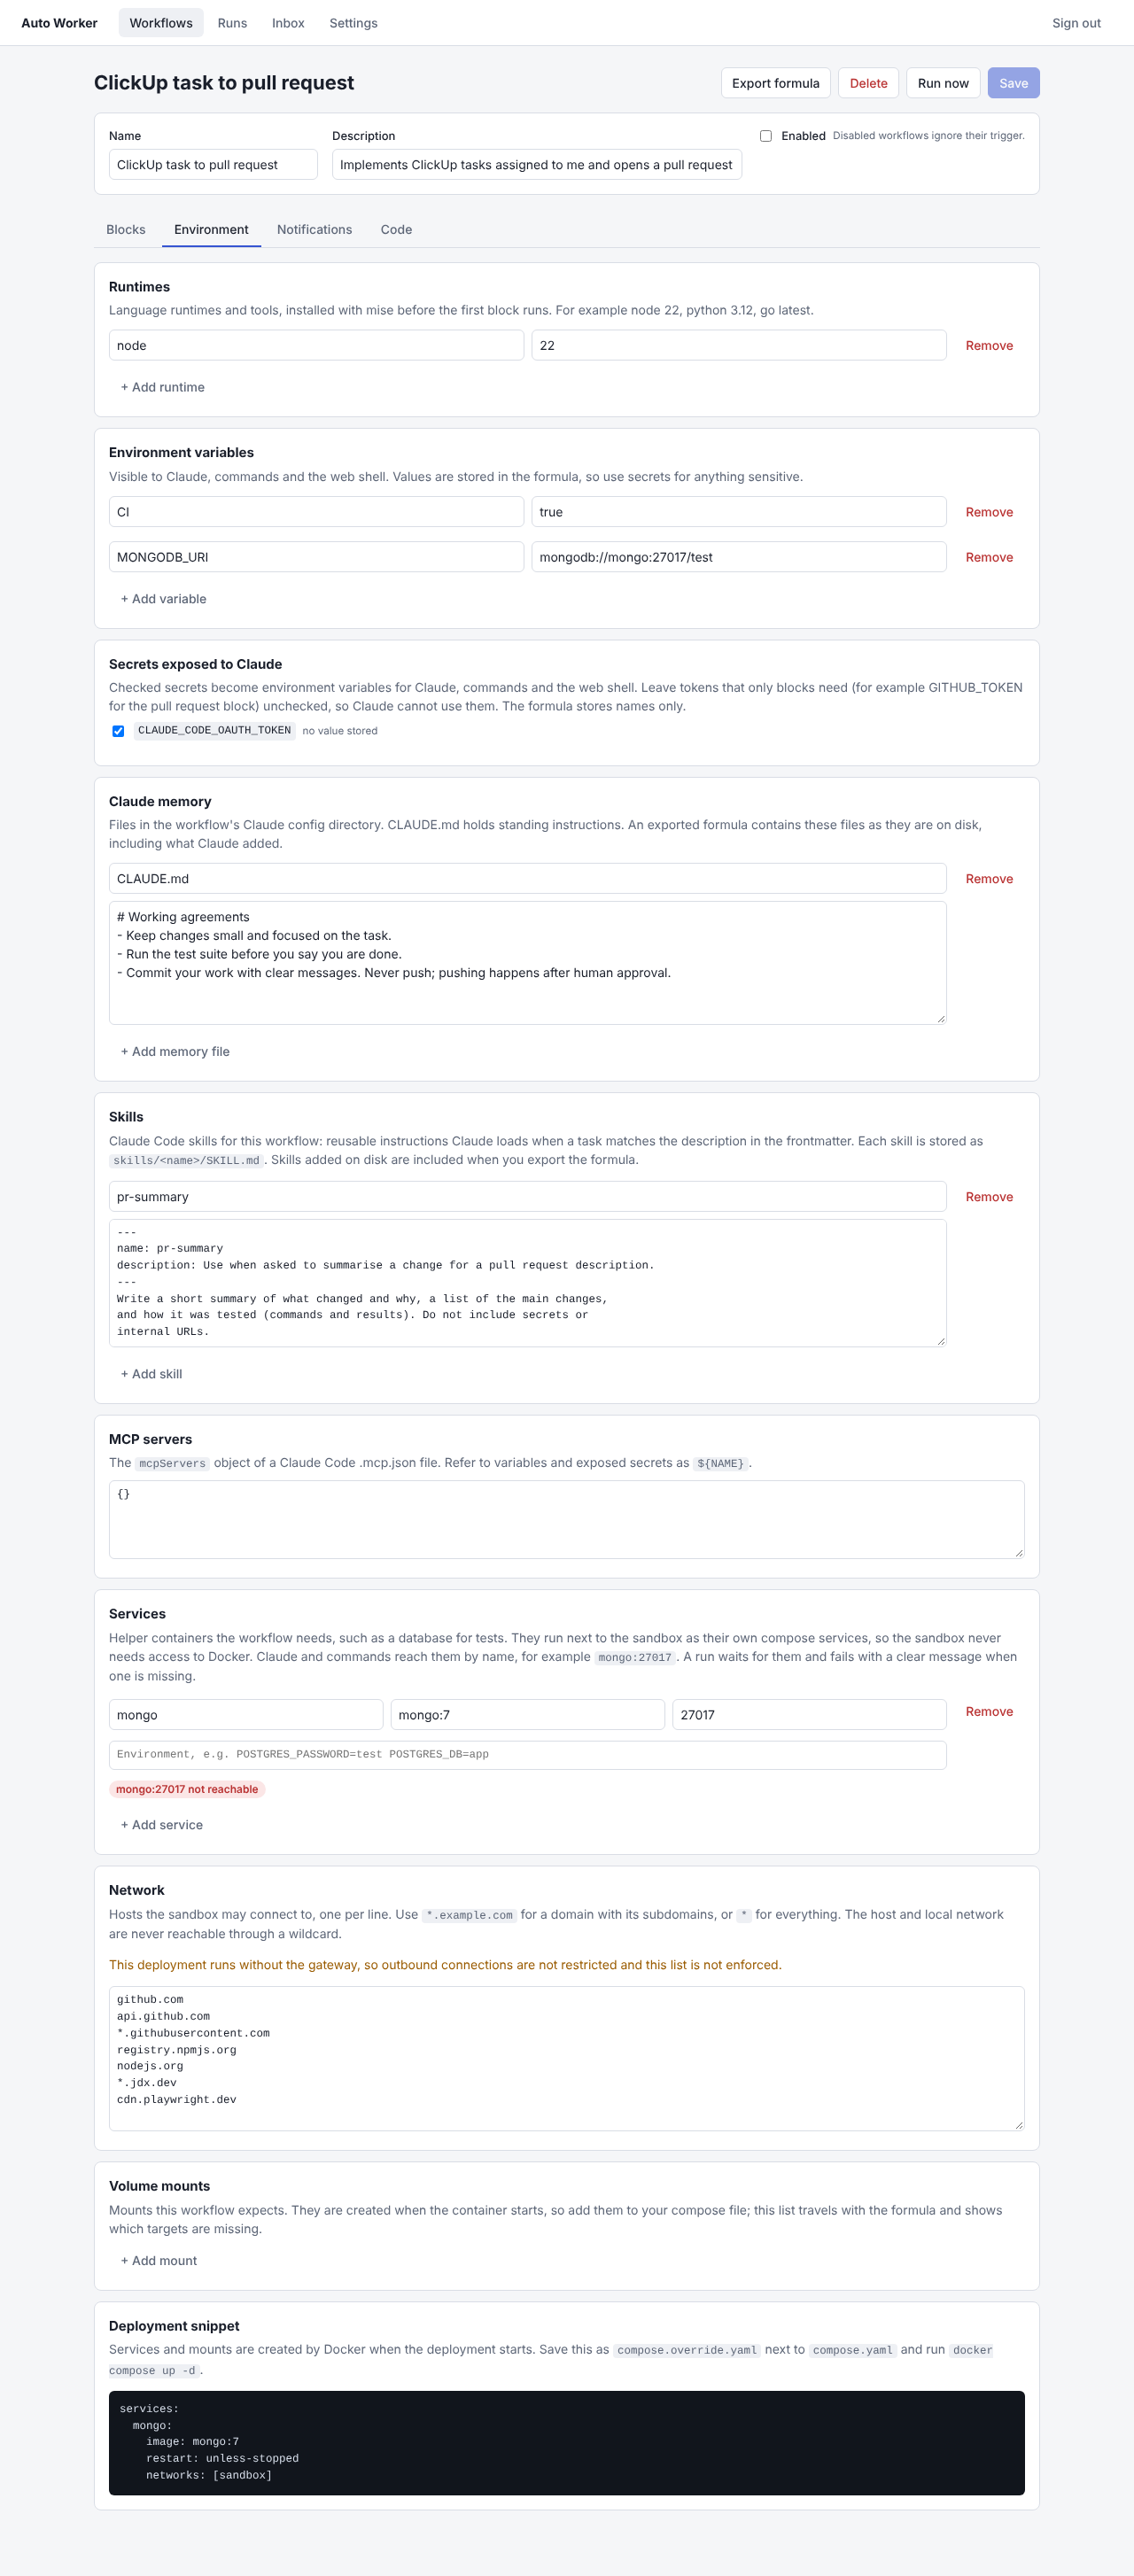 Auto Worker Workflows Runs Inbox Settings Sign out
ClickUp task to pull request Export formula Delete Run now Save
Name Description Enabled Disabled workflows ignore their trigger.
ClickUp task to pull request Implements ClickUp tasks assigned to me and opens a pull request
Blocks Environment Notifications Code
Runtimes
Language runtimes and tools, installed with mise before the first block runs. For example node 22, python 3.12, go latest.
node 22 Remove
+ Add runtime
Environment variables
Visible to Claude, commands and the web shell. Values are stored in the formula, so use secrets for anything sensitive.
CI true Remove
MONGODB_URI mongodb://mongo:27017/test Remove
+ Add variable
Secrets exposed to Claude
Checked secrets become environment variables for Claude, commands and the web shell. Leave tokens that only blocks need (for example GITHUB_TOKEN
for the pull request block) unchecked, so Claude cannot use them. The formula stores names only.
CLAUDE_CODE_OAUTH_TOKEN no value stored
Claude memory
Files in the workflow's Claude config directory. CLAUDE.md holds standing instructions. An exported formula contains these files as they are on disk,
including what Claude added.
CLAUDE.md Remove
# Working agreements
- Keep changes small and focused on the task.
- Run the test suite before you say you are done.
- Commit your work with clear messages. Never push; pushing happens after human approval.
+ Add memory file
Skills
Claude Code skills for this workflow: reusable instructions Claude loads when a task matches the description in the frontmatter. Each skill is stored as
skills/<name>/SKILL.md. Skills added on disk are included when you export the formula.
pr-summary Remove
---
name: pr-summary
description: Use when asked to summarise a change for a pull request description.
---
Write a short summary of what changed and why, a list of the main changes,
and how it was tested (commands and results). Do not include secrets or
internal URLs.
+ Add skill
MCP servers
The mcpServers object of a Claude Code .mcp.json file. Refer to variables and exposed secrets as ${NAME}.
{}
Services
Helper containers the workflow needs, such as a database for tests. They run next to the sandbox as their own compose services, so the sandbox never
needs access to Docker. Claude and commands reach them by name, for example mongo:27017. A run waits for them and fails with a clear message when
one is missing.
mongo mongo:7 27017 Remove
Environment, e.g. POSTGRES_PASSWORD=test POSTGRES_DB=app
mongo:27017 not reachable
+ Add service
Network
Hosts the sandbox may connect to, one per line. Use *.example.com for a domain with its subdomains, or * for everything. The host and local network
are never reachable through a wildcard.
This deployment runs without the gateway, so outbound connections are not restricted and this list is not enforced.
github.com
api.github.com
*.githubusercontent.com
registry.npmjs.org
nodejs.org
*.jdx.dev
cdn.playwright.dev
Volume mounts
Mounts this workflow expects. They are created when the container starts, so add them to your compose file; this list travels with the formula and shows
which targets are missing.
+ Add mount
Deployment snippet
Services and mounts are created by Docker when the deployment starts. Save this as compose.override.yaml next to compose.yaml and run docker
compose up -d.
services:
  mongo:
    image: mongo:7
    restart: unless-stopped
    networks: [sandbox]